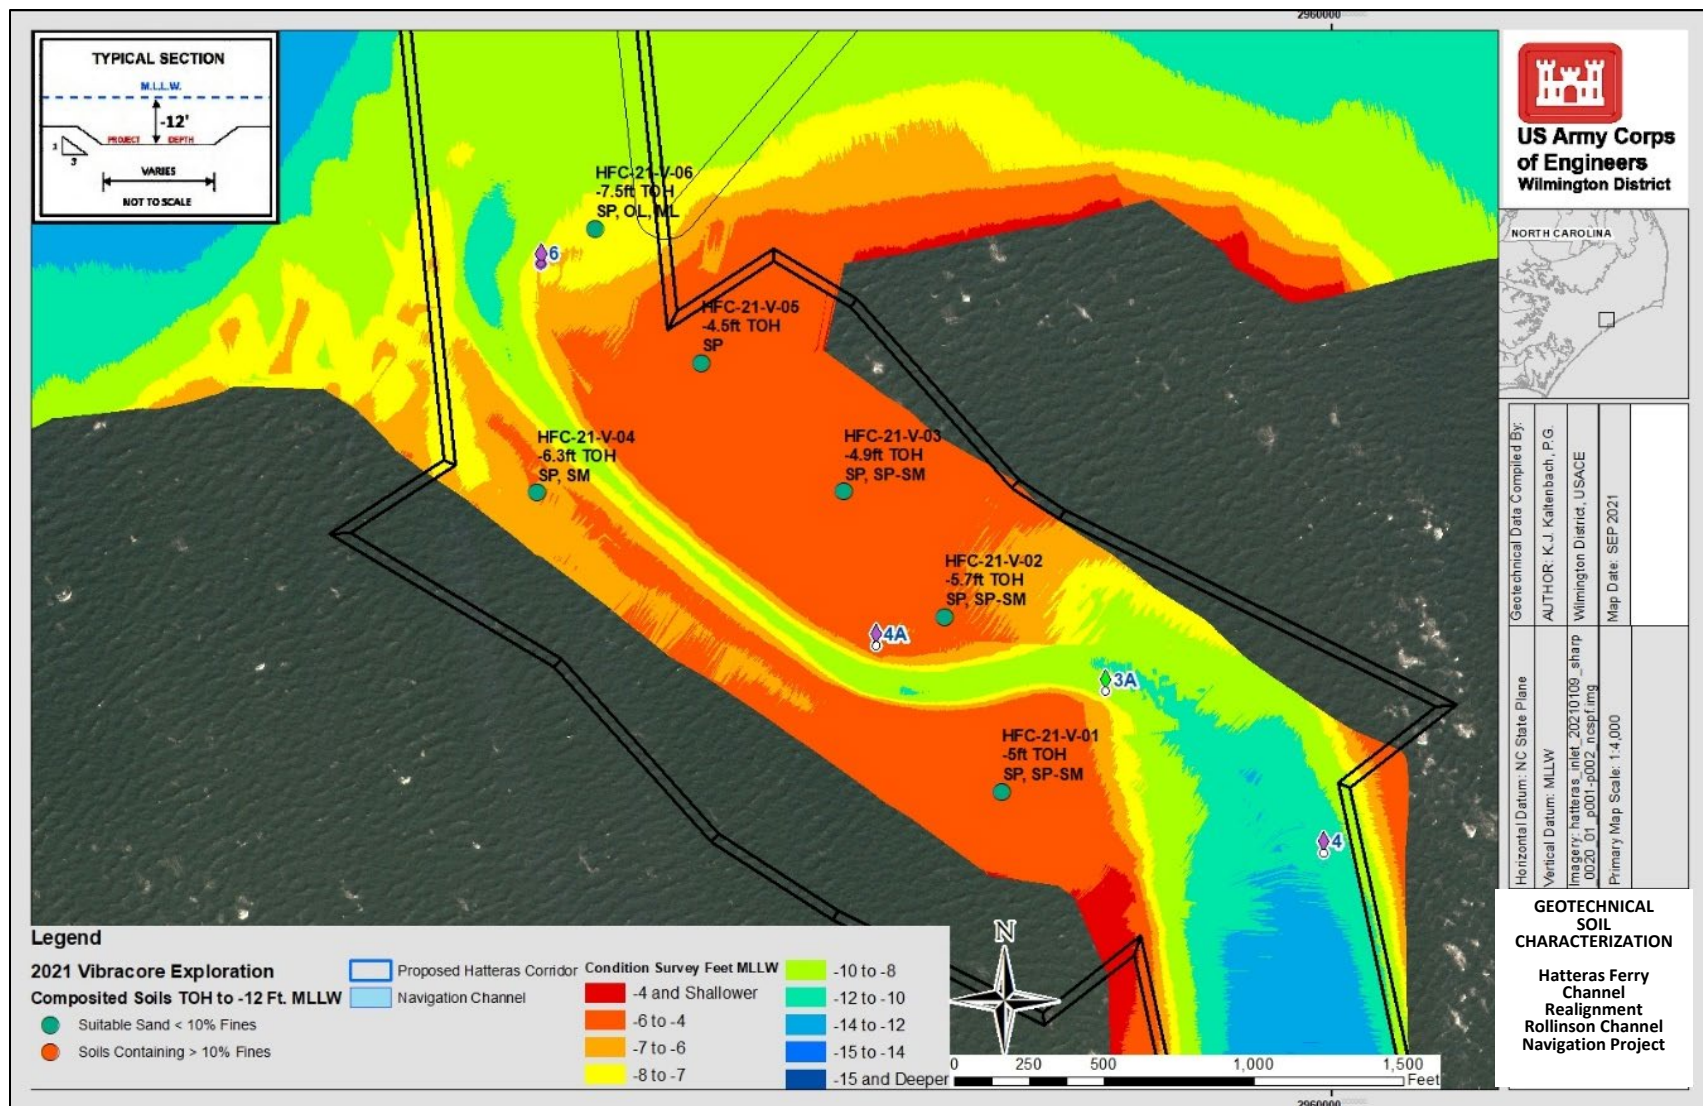 2960000
TYPICAL SECTION
M.L.L.W.
-12'
PROJECT DEPTH
1
3
VARIES
NOT TO SCALE
HFC-21-V-06
-7.5ft TOH
SP, OL, ML
6
HFC-21-V-05
-4.5ft TOH
SP
HFC-21-V-04
-6.3ft TOH
SP, SM
HFC-21-V-03
-4.9ft TOH
SP, SP-SM
HFC-21-V-02
-5.7ft TOH
SP, SP-SM
4A
3A
HFC-21-V-01
-5ft TOH
SP, SP-SM
4
N
US Army Corps
of Engineers
Wilmington District
NORTH CAROLINA
Geotechnical Data Compiled By:
AUTHOR: K.J. Kaltenbach, P.G.
Wilmington District, USACE
Map Date: SEP 2021
Horizontal Datum: NC State Plane
Vertical Datum: MLLW
Imagery: hatteras_inlet_20210109_sharp
_0020_01_p001-p002_ncspf.img
Primary Map Scale: 1:4,000
GEOTECHNICAL
SOIL
CHARACTERIZATION
Hatteras Ferry
Channel
Realignment
Rollinson Channel
Navigation Project
Legend
2021 Vibracore Exploration
Composited Soils TOH to -12 Ft. MLLW
Suitable Sand < 10% Fines
Soils Containing > 10% Fines
Proposed Hatteras Corridor
Navigation Channel
Condition Survey Feet MLLW
-4 and Shallower
-6 to -4
-7 to -6
-8 to -7
-10 to -8
-12 to -10
-14 to -12
-15 to -14
-15 and Deeper
0 250 500 1,000 1,500
Feet
2960000